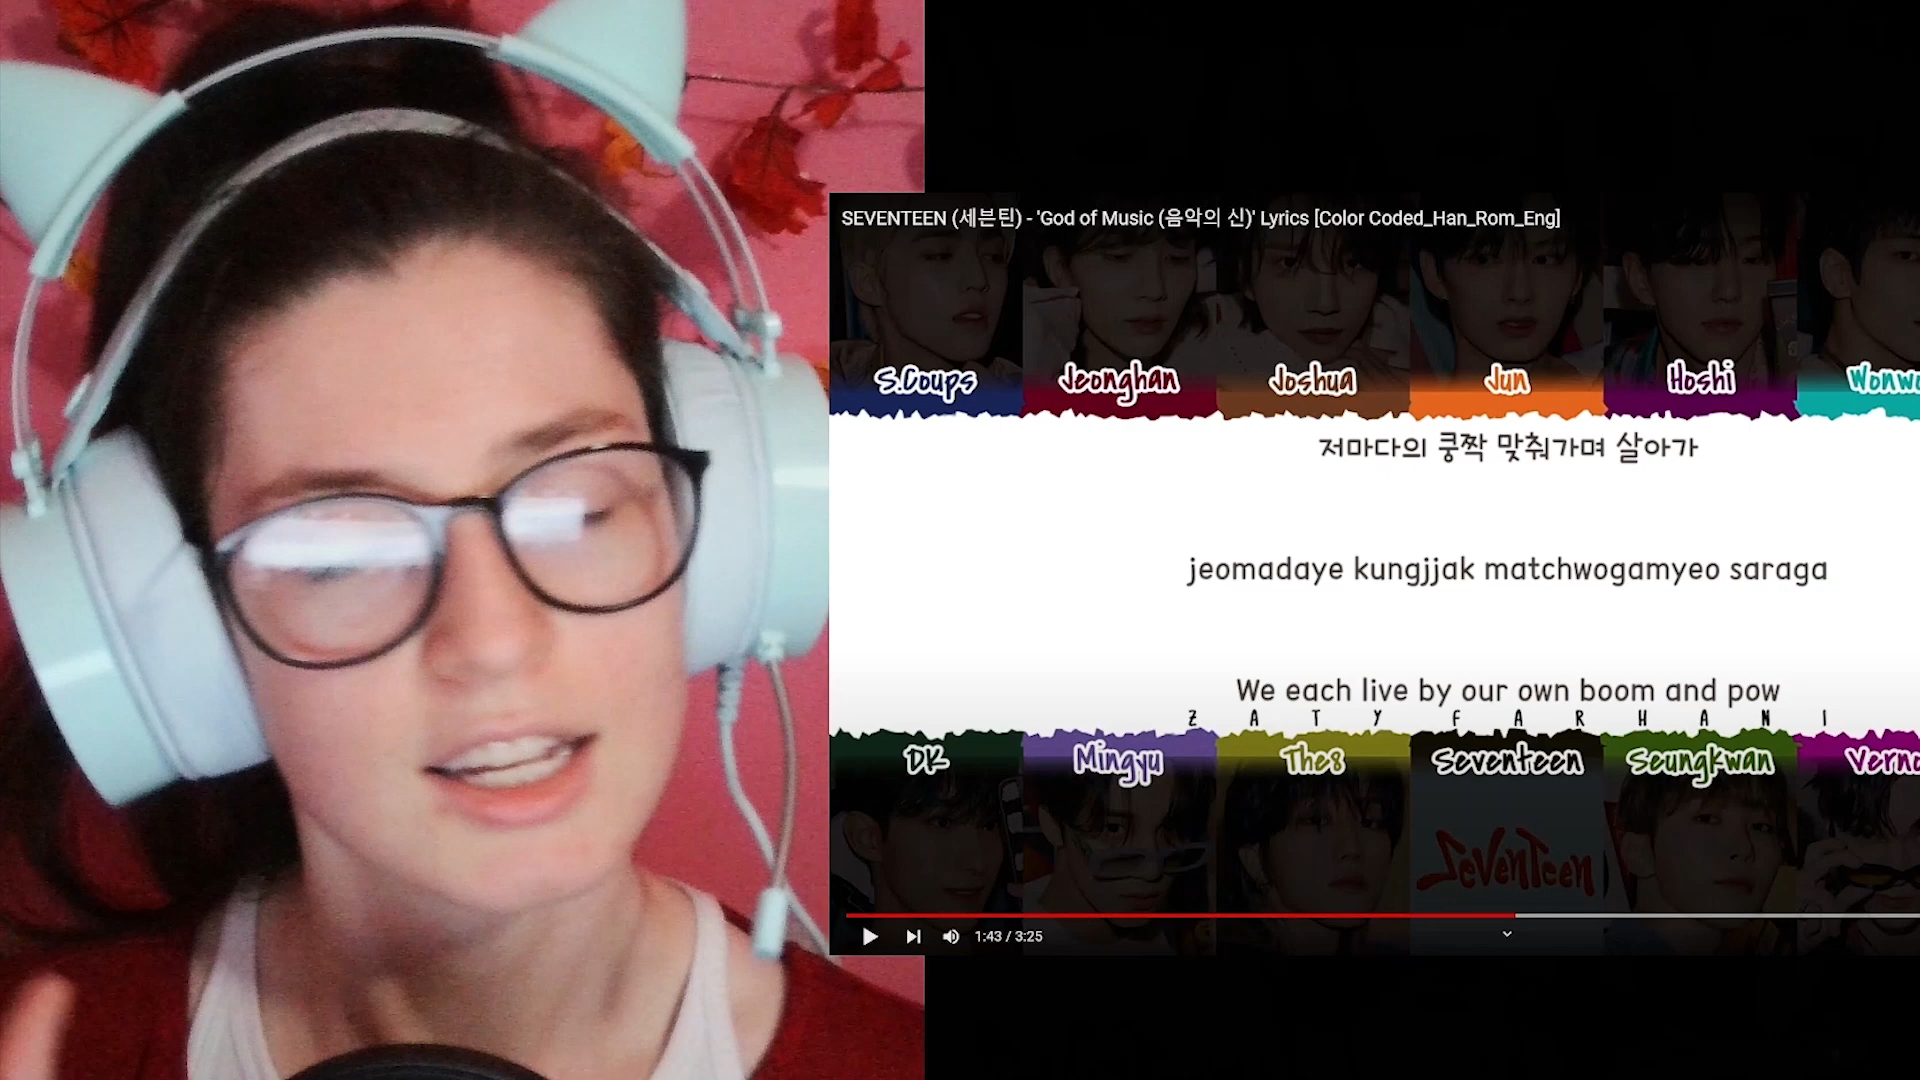 SEVENTEEN (세븐틴) - 'God of Music (음악의 신)' Lyrics [Color Coded_Han_Rom_Eng]
S.Coups Jeonghan Joshua Jun Hoshi
저마다의 쿵짝 맞춰가며 살아가
jeomadaye kungjjak matchwogamyeo saraga
We each live by our own boom and pow
ZATYFARHANI
DK Mingyu The8 Seventeen Seungkwan
Seventeen
1:43 / 3:25